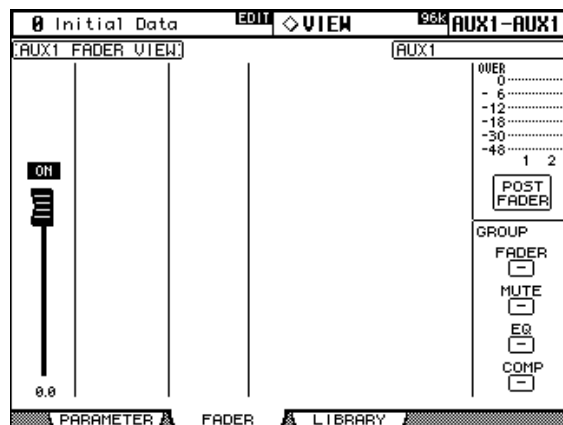 0 Initial Data EDIT ◇VIEW 96k AUX1-AUX1
AUX1 FADER VIEW
AUX1
OVER
0
- 6
-12
-18
-30
-48
1 2
ON
POST
FADER
GROUP
FADER
-
MUTE
-
EQ
-
COMP
-
0.0
PARAMETER FADER LIBRARY